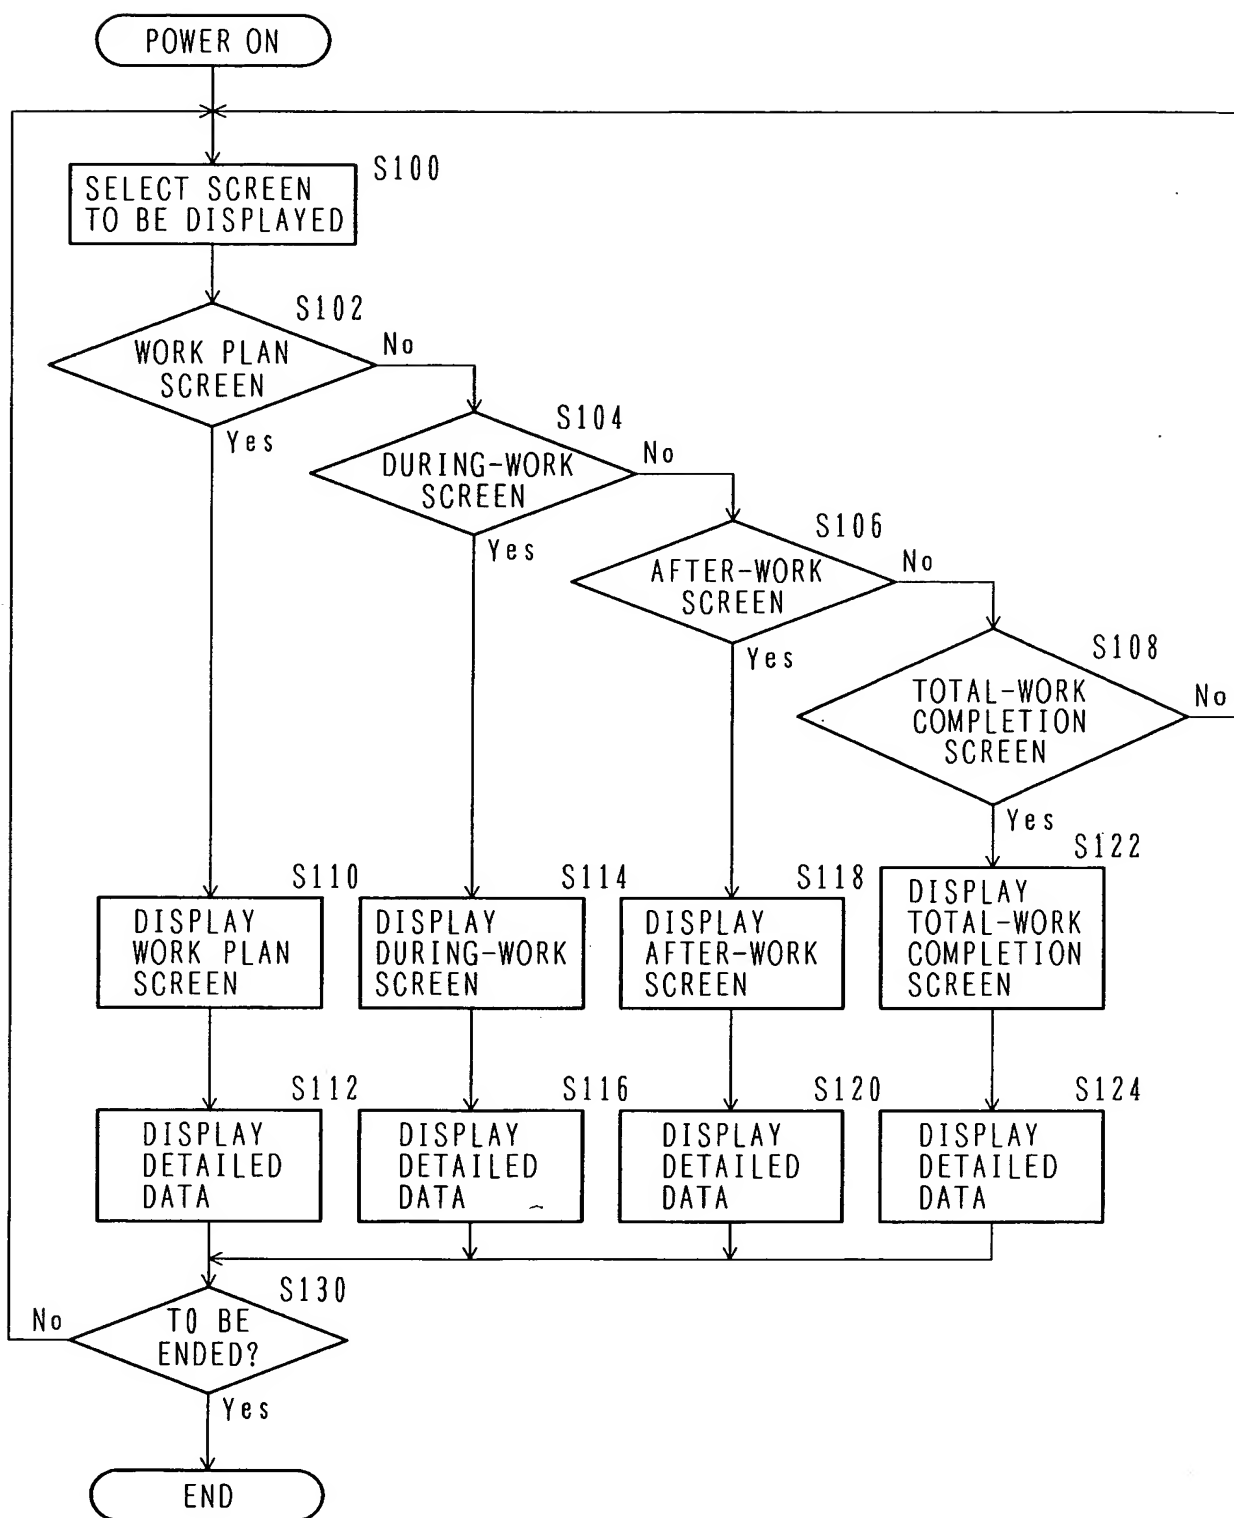 POWER ON
S100
SELECT SCREEN
TO BE DISPLAYED
S102
WORK PLAN
SCREEN
No
Yes
S104
DURING-WORK
SCREEN
No
Yes
S106
AFTER-WORK
SCREEN
No
Yes
S108
TOTAL-WORK
COMPLETION
SCREEN
No
Yes
S110
DISPLAY
WORK PLAN
SCREEN
S114
DISPLAY
DURING-WORK
SCREEN
S118
DISPLAY
AFTER-WORK
SCREEN
S122
DISPLAY
TOTAL-WORK
COMPLETION
SCREEN
S112
DISPLAY
DETAILED
DATA
S116
DISPLAY
DETAILED
DATA
S120
DISPLAY
DETAILED
DATA
S124
DISPLAY
DETAILED
DATA
S130
TO BE
ENDED?
No
Yes
END